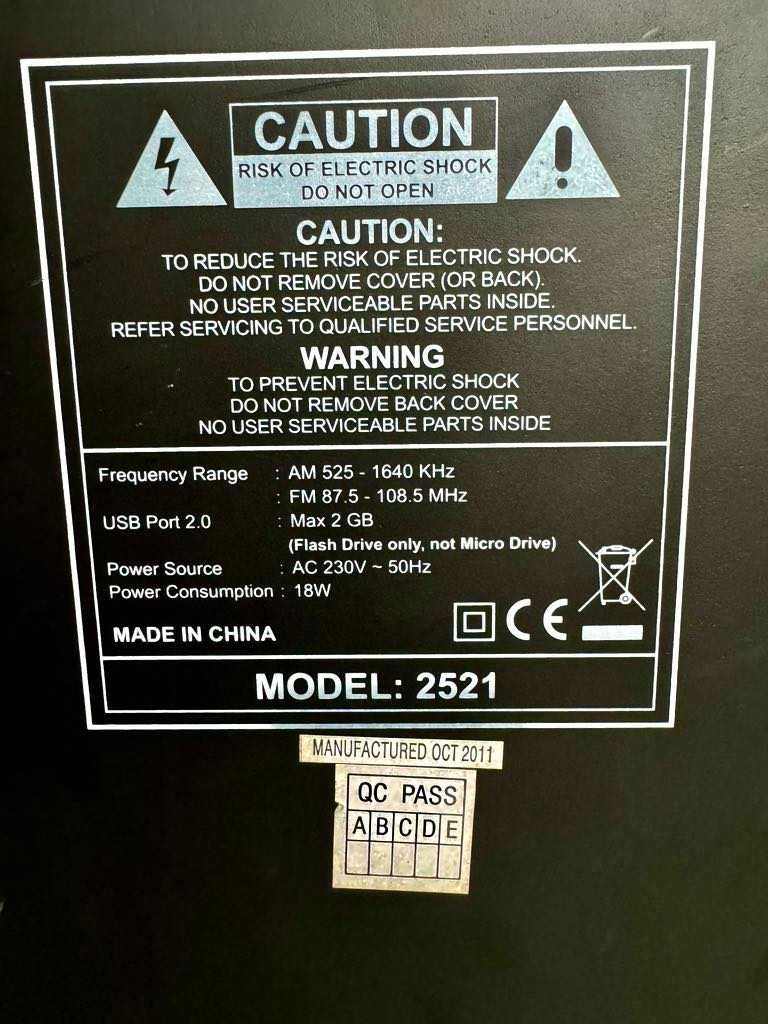 CAUTION
RISK OF ELECTRIC SHOCK
DO NOT OPEN
CAUTION:
TO REDUCE THE RISK OF ELECTRIC SHOCK.
DO NOT REMOVE COVER (OR BACK).
NO USER SERVICEABLE PARTS INSIDE.
REFER SERVICING TO QUALIFIED SERVICE PERSONNEL.
WARNING
TO PREVENT ELECTRIC SHOCK
DO NOT REMOVE BACK COVER
NO USER SERVICEABLE PARTS INSIDE
Frequency Range : AM 525 - 1640 KHz
: FM 87.5 - 108.5 MHz
USB Port 2.0 : Max 2 GB
(Flash Drive only, not Micro Drive)
Power Source : AC 230V ~ 50Hz
Power Consumption : 18W
MADE IN CHINA CE
MODEL: 2521
MANUFACTURED OCT 2011
QC PASS
A B C D E